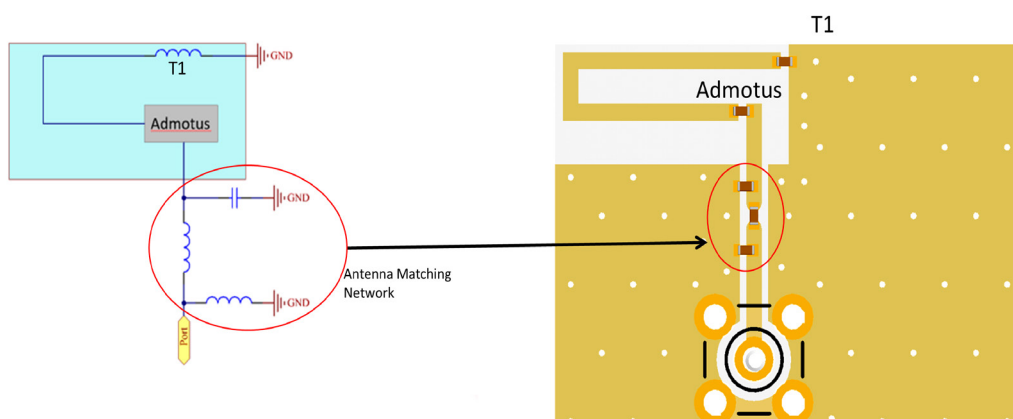 T1
GND
T1
Admotus
Admotus
GND
Antenna Matching
Network
GND
Port